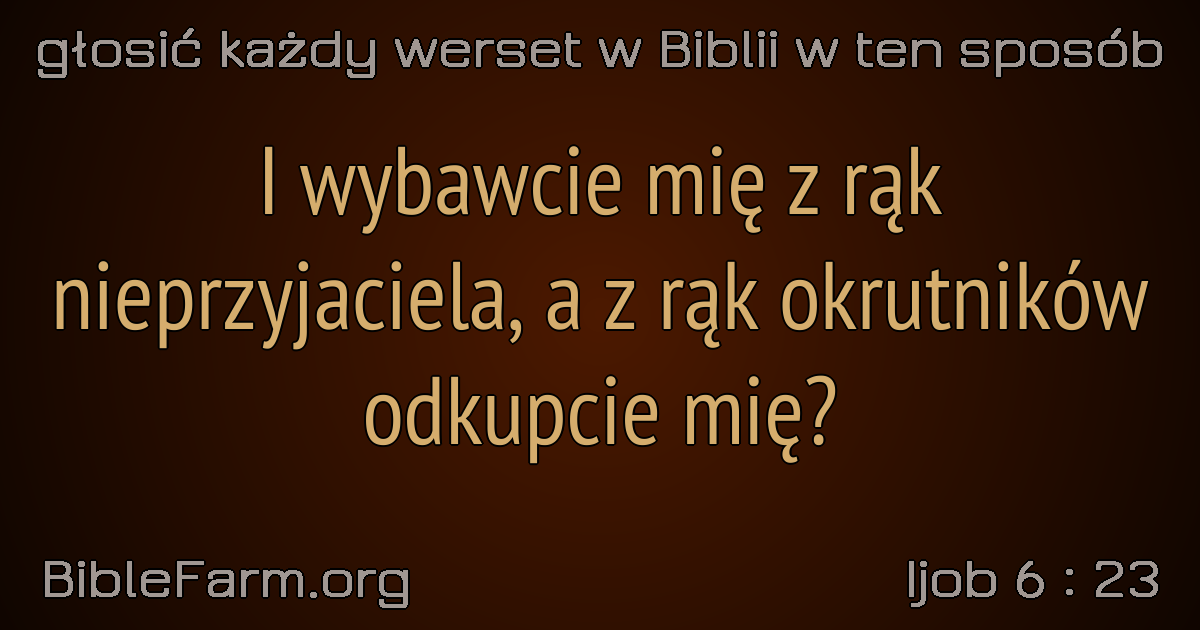 głosić każdy werset w Biblii w ten sposób
I wybawcie mię z rąk
nieprzyjaciela, a z rąk okrutników
odkupcie mię?
BibleFarm.org
Ijob 6 : 23